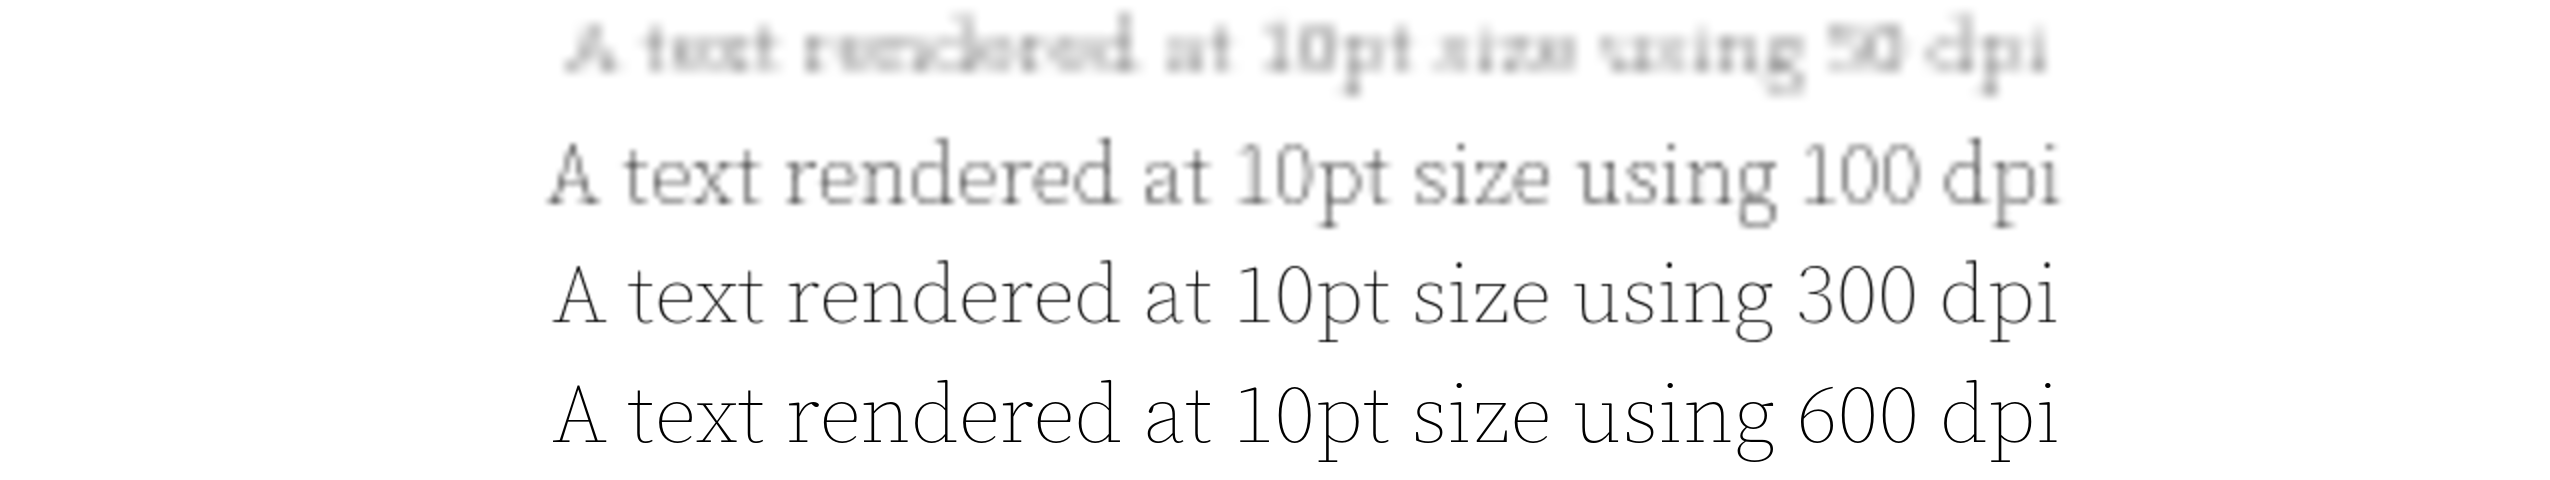 A text rendered at 10pt size using 50 dpi
A text rendered at 10pt size using 100 dpi
A text rendered at 10pt size using 300 dpi
A text rendered at 10pt size using 600 dpi